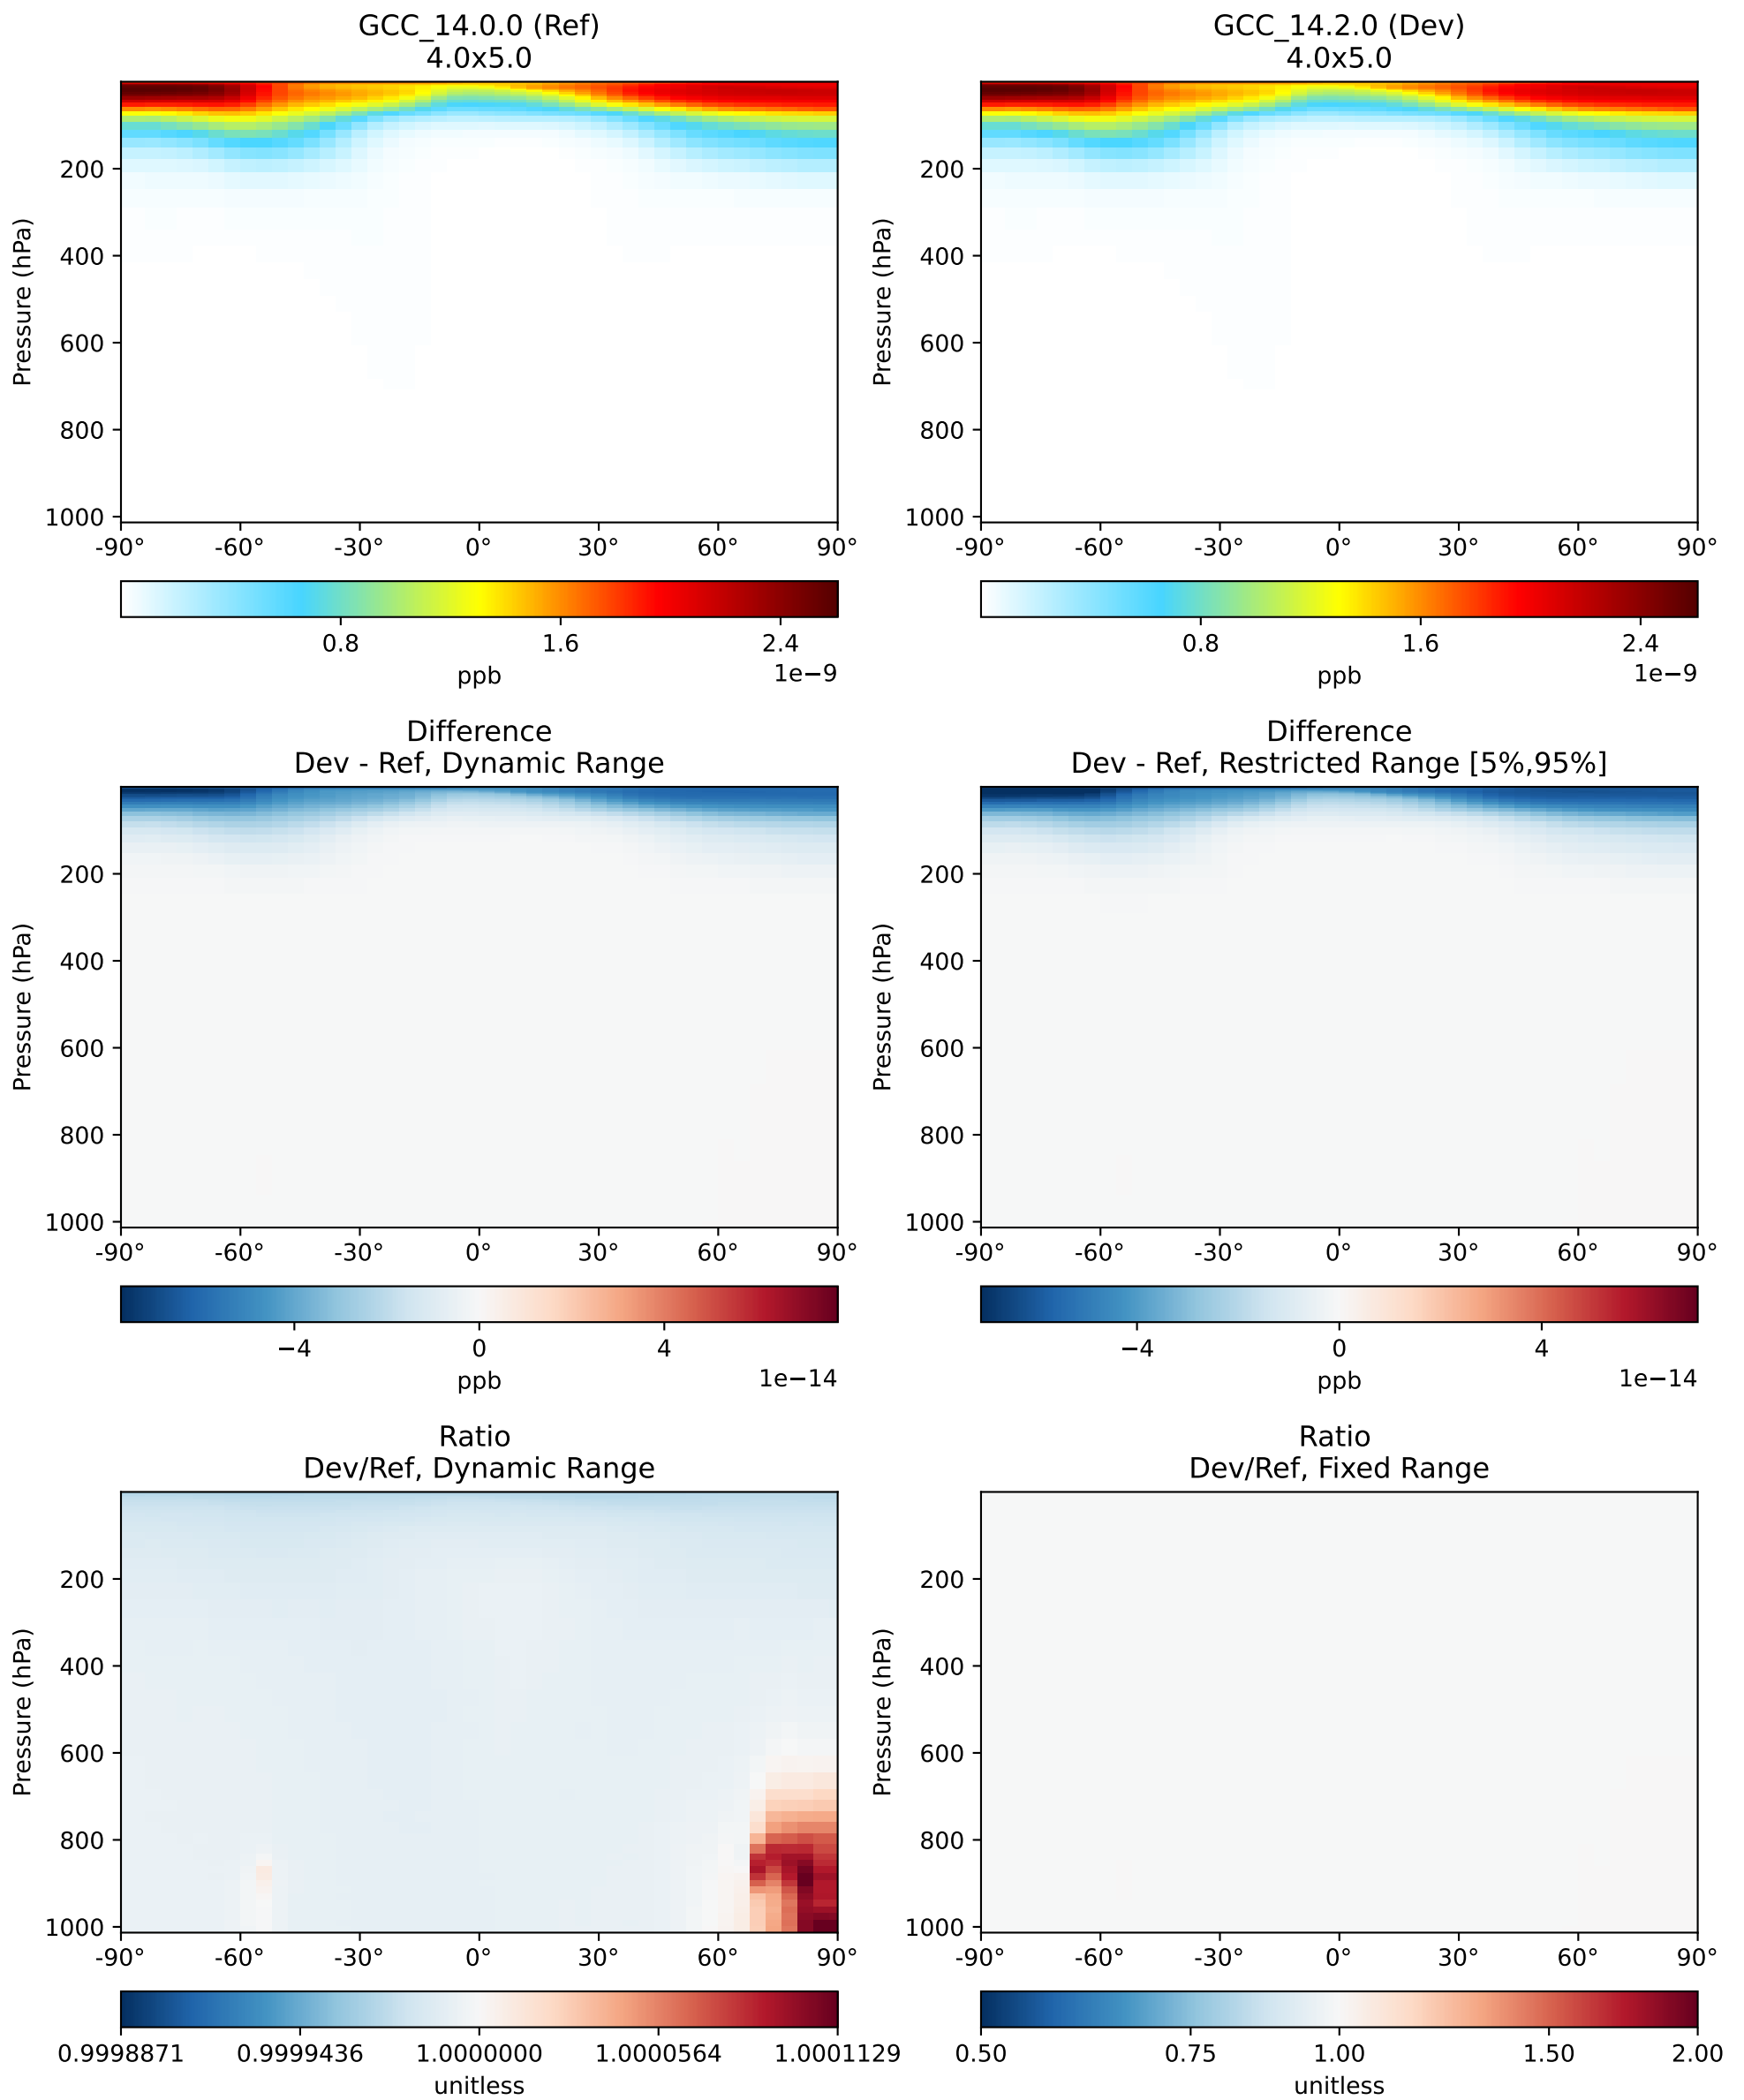 GCC_14.0.0 (Ref)
4.0x5.0
GCC_14.2.0 (Dev)
4.0x5.0
Pressure (hPa)
200
400
600
800
1000
-90° -60° -30° 0° 30° 60° 90°
0.8 1.6 2.4
ppb
1e−9
Pressure (hPa)
200
400
600
800
1000
-90° -60° -30° 0° 30° 60° 90°
0.8 1.6 2.4
ppb
1e−9
Difference
Dev - Ref, Dynamic Range
Difference
Dev - Ref, Restricted Range [5%,95%]
Pressure (hPa)
200
400
600
800
1000
-90° -60° -30° 0° 30° 60° 90°
−4 0 4
ppb
1e−14
Pressure (hPa)
200
400
600
800
1000
-90° -60° -30° 0° 30° 60° 90°
−4 0 4
ppb
1e−14
Ratio
Dev/Ref, Dynamic Range
Ratio
Dev/Ref, Fixed Range
Pressure (hPa)
200
400
600
800
1000
-90° -60° -30° 0° 30° 60° 90°
0.9998871 0.9999436 1.0000000 1.0000564 1.0001129
unitless
Pressure (hPa)
200
400
600
800
1000
-90° -60° -30° 0° 30° 60° 90°
0.50 0.75 1.00 1.50 2.00
unitless